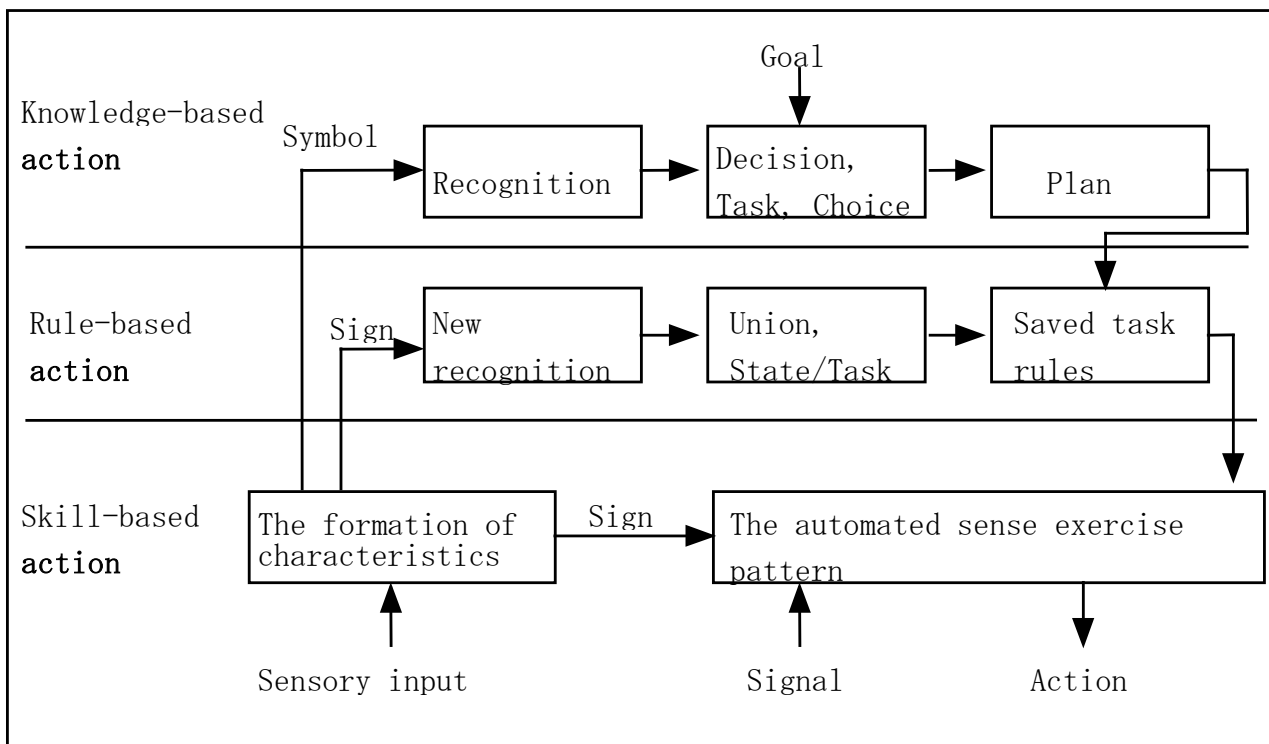 Goal
Knowledge-based
action
Symbol
Recognition
Decision,
Task, Choice
Plan
Rule-based
action
Sign
New
recognition
Union,
State/Task
Saved task
rules
Skill-based
action
The formation of
characteristics
Sign
The automated sense exercise
pattern
Sensory input
Signal
Action